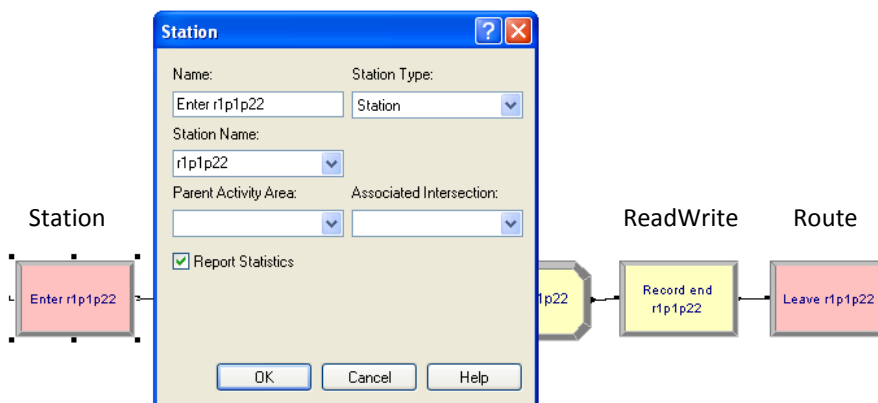 Station
Name:
Station Type:
Enter r1p1p22
Station
Station Name:
r1p1p22
Parent Activity Area:
Associated Intersection:
Report Statistics
OK
Cancel
Help
Station
ReadWrite
Route
Enter r1p1p22
1p22
Record end
r1p1p22
Leave r1p1p22